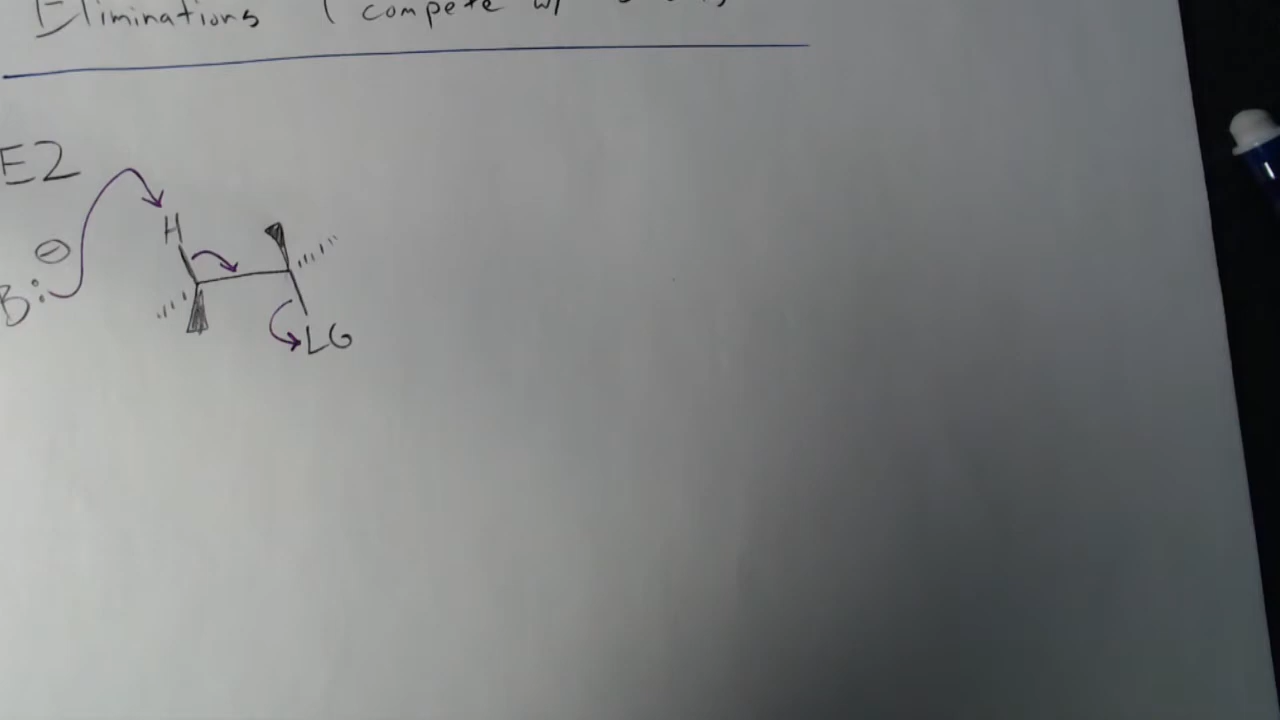 Eliminations ( compete w/
E2
H
⊖
B:
LG